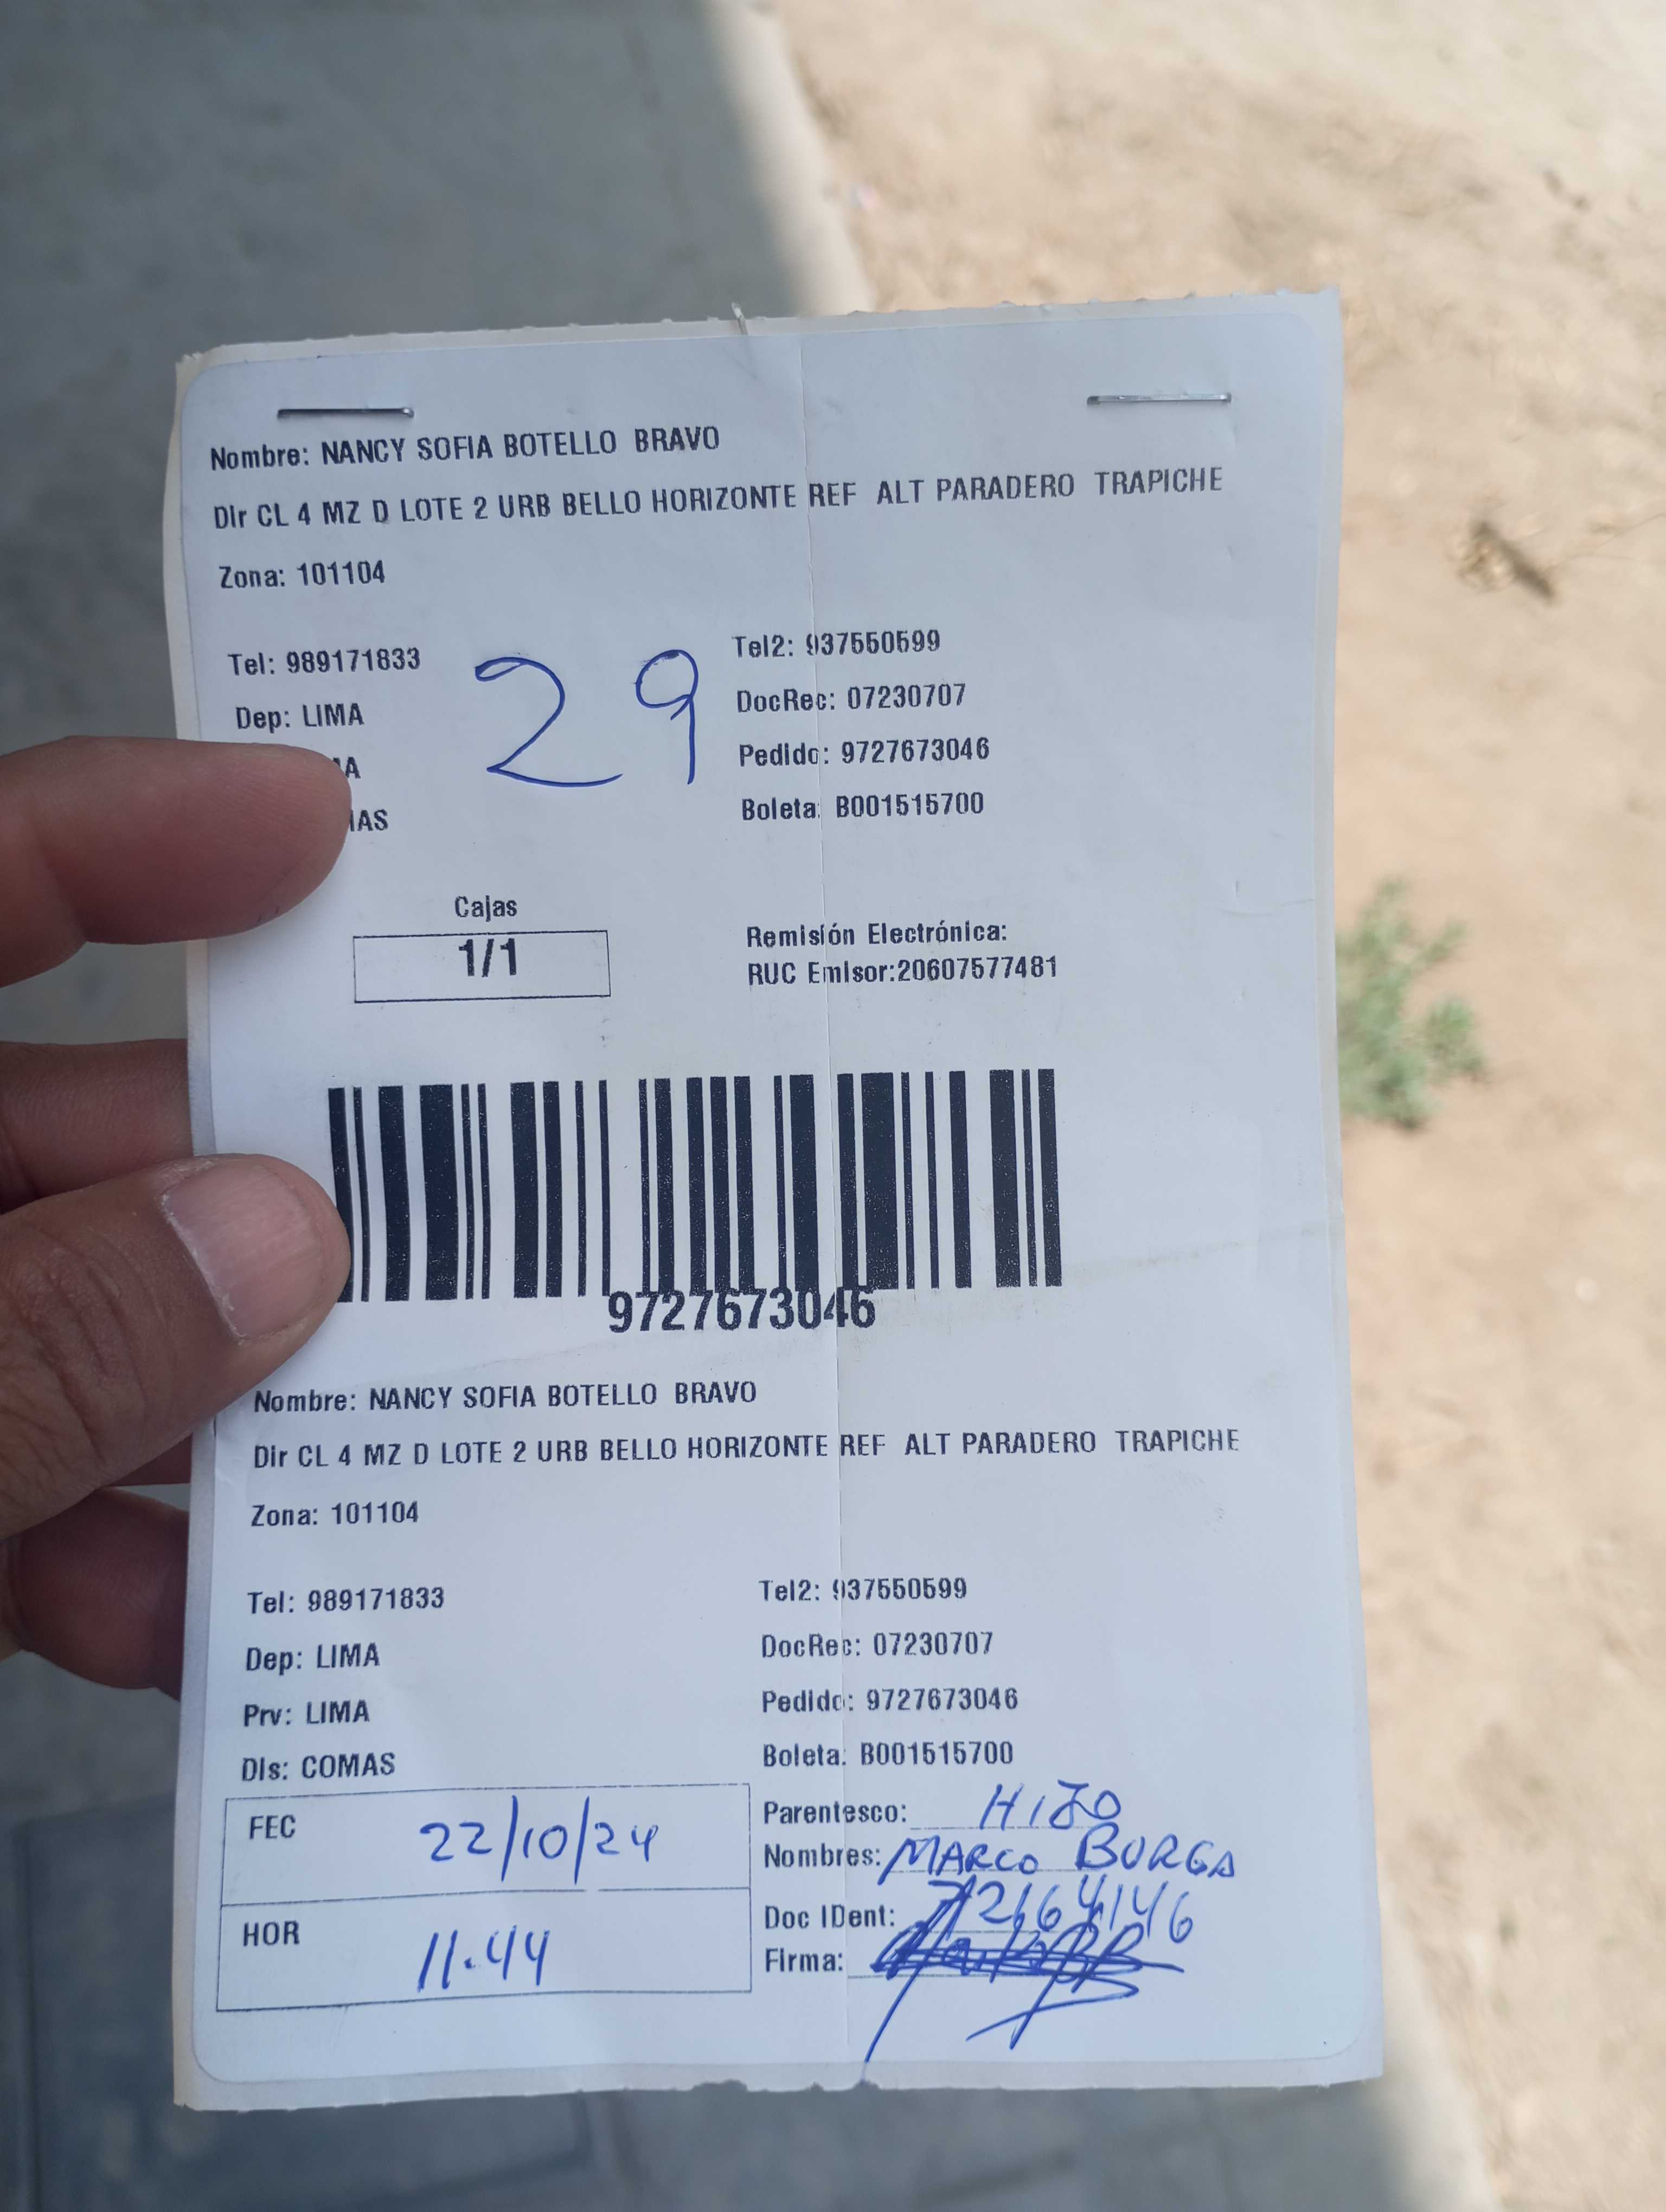 Nombre: NANCY SOFIA BOTELLO BRAVO
Dir CL 4 MZ D LOTE 2 URB BELLO HORIZONTE REF ALT PARADERO TRAPICHE
Zona: 101104
Tel: 989171833 Tel2: 937550599
29
Dep: LIMA DocRec: 07230707
MA Pedido: 9727673046
MAS Boleta: B001515700
Cajas
1/1
Remisión Electrónica:
RUC Emisor:20607577481
9727673046
Nombre: NANCY SOFIA BOTELLO BRAVO
Dir CL 4 MZ D LOTE 2 URB BELLO HORIZONTE REF ALT PARADERO TRAPICHE
Zona: 101104
Tel: 989171833 Tel2: 937550599
Dep: LIMA DocRec: 07230707
Prv: LIMA Pedido: 9727673046
Dis: COMAS Boleta: B001515700
FEC 22/10/24
HOR 11.44
Parentesco: HIJO
Nombres: MARCO BORGA
Doc IDent: 72164146
Firma: